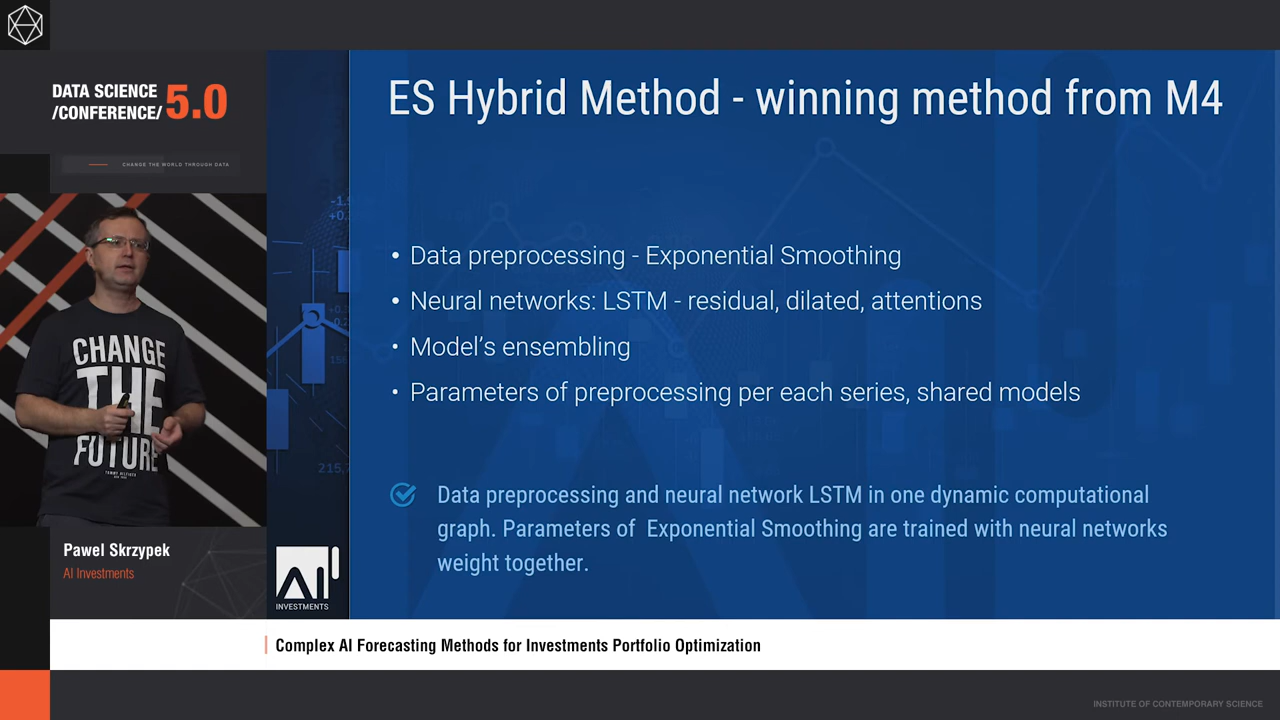 DATA SCIENCE
/CONFERENCE/ 5.0
CHANGE THE WORLD THROUGH DATA
ES Hybrid Method - winning method from M4
• Data preprocessing - Exponential Smoothing
• Neural networks: LSTM - residual, dilated, attentions
• Model's ensembling
• Parameters of preprocessing per each series, shared models
Data preprocessing and neural network LSTM in one dynamic computational
graph. Parameters of Exponential Smoothing are trained with neural networks
weight together.
CHANGE
THE
FUTURE
TOMMY HILFIGER
Pawel Skrzypek
AI Investments
AI
INVESTMENTS
Complex AI Forecasting Methods for Investments Portfolio Optimization
INSTITUTE OF CONTEMPORARY SCIENCE